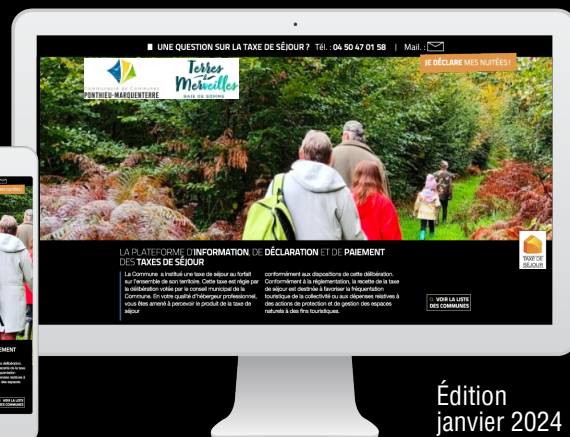 UNE QUESTION SUR LA TAXE DE SÉJOUR ? Tél. : 04 50 47 01 58 | Mail. :
JE DÉCLARE MES NUITÉES !
Communauté de Communes
PONTHIEU-MARQUENTERRE
Terres
&
Merveilles
BAIE DE SOMME
LA PLATEFORME D'INFORMATION, DE DÉCLARATION ET DE PAIEMENT
DES TAXES DE SÉJOUR
La Commune a institué une taxe de séjour au forfait
sur l'ensemble de son territoire. Cette taxe est régie par
la délibération votée par le conseil municipal de la
Commune. En votre qualité d'hébergeur professionnel,
vous êtes amené à percevoir le produit de la taxe de
séjour
conformément aux dispositions de cette délibération.
Conformément à la réglementation, la recette de la taxe
de séjour est destinée à favoriser la fréquentation
touristique de la collectivité ou aux dépenses relatives à
des actions de protection et de gestion des espaces
naturels à des fins touristiques.
TAXE DE
SÉJOUR
VOIR LA LISTE
DES COMMUNES
EMENT
VOIR LA LISTE
DES COMMUNES
Édition
janvier 2024